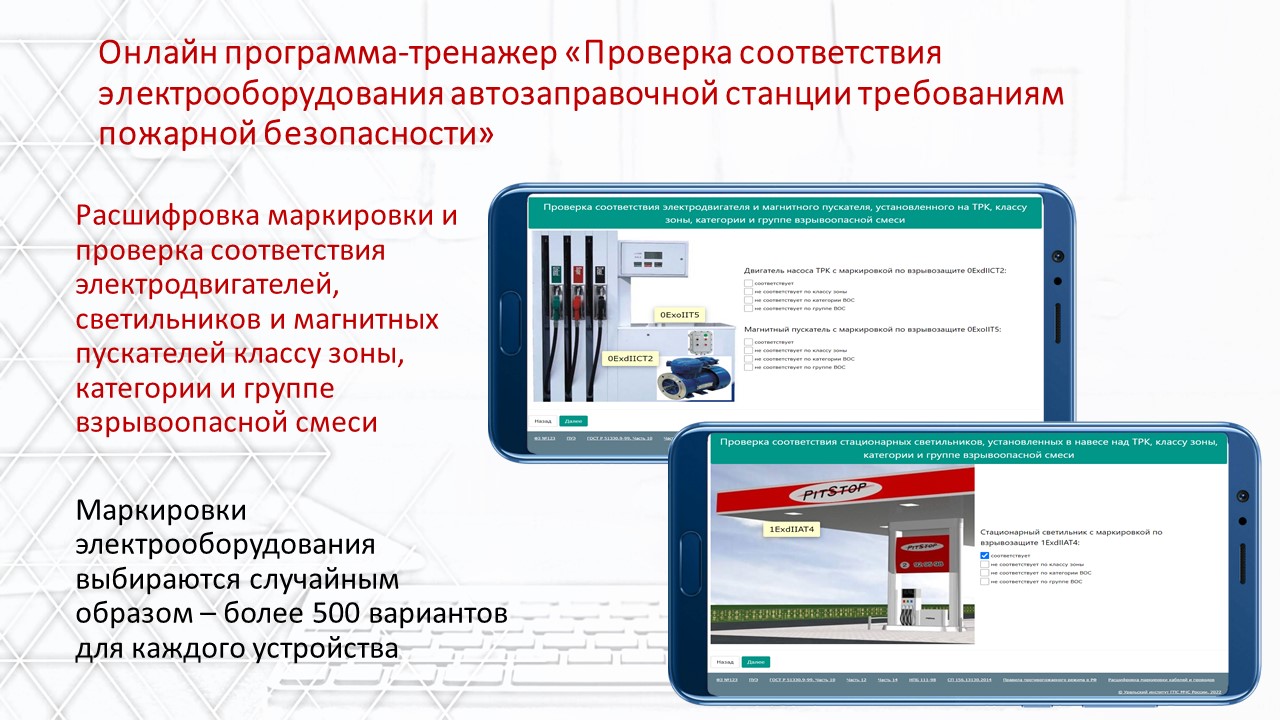 Онлайн программа-тренажер «Проверка соответствия
электрооборудования автозаправочной станции требованиям
пожарной безопасности»
Расшифровка маркировки и
проверка соответствия
электродвигателей,
светильников и магнитных
пускателей классу зоны,
категории и группе
взрывоопасной смеси
Маркировки
электрооборудования
выбираются случайным
образом – более 500 вариантов
для каждого устройства
Проверка соответствия электродвигателя и магнитного пускателя, установленного на ТРК, классу
зоны, категории и группе взрывоопасной смеси
0ExoIIT5
0ExdIICT2
Двигатель насоса ТРК с маркировкой по взрывозащите 0ExdIICT2:
соответствует
не соответствует по классу зоны
не соответствует по категории ВОС
не соответствует по группе ВОС
Магнитный пускатель с маркировкой по взрывозащите 0ExoIIT5:
соответствует
не соответствует по классу зоны
не соответствует по категории ВОС
не соответствует по группе ВОС
Назад Далее
ФЗ №123 ПУЭ ГОСТ Р 51330.9-99, Часть 10
Проверка соответствия стационарных светильников, установленных в навесе над ТРК, классу зоны,
категории и группе взрывоопасной смеси
PITSTOP
1ExdIIAT4
PITSTOP
Стационарный светильник с маркировкой по
взрывозащите 1ExdIIAT4:
соответствует
не соответствует по классу зоны
не соответствует по категории ВОС
не соответствует по группе ВОС
Назад Далее
ФЗ №123 ПУЭ ГОСТ Р 51330.9-99, Часть 10 Часть 12 Часть 14 НПБ 111-98 СП 156.13130.2014 Правила противопожарного режима в РФ Расшифровка маркировки кабелей и проводов
© Уральский институт ГПС МЧС России, 2022